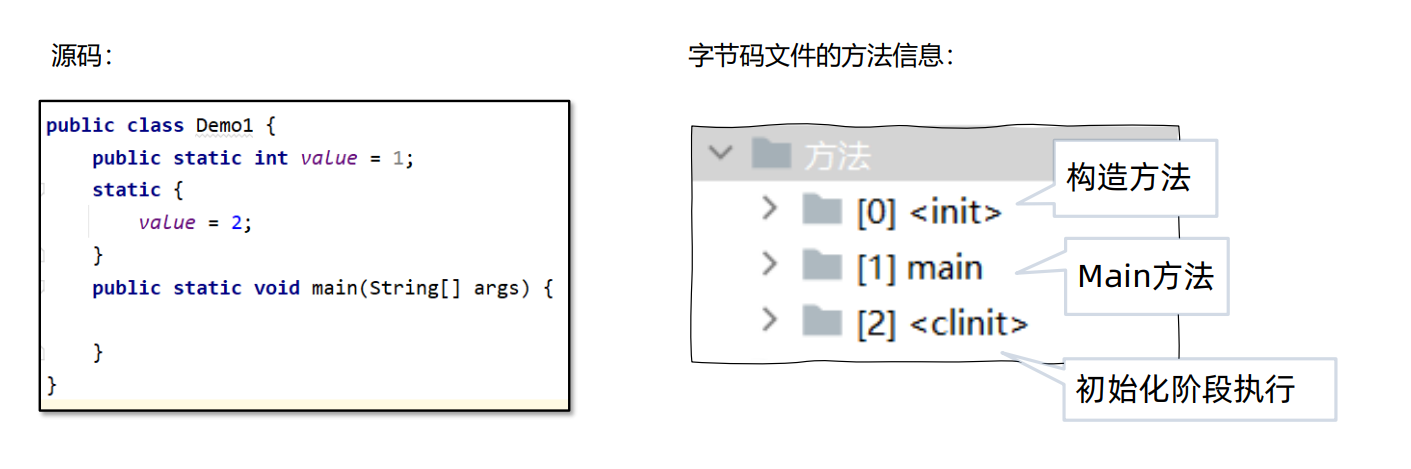 源码：
public class Demo1 {
public static int value = 1;
static {
value = 2;
}
public static void main(String[] args) {
}
}
字节码文件的方法信息：
方法
[0] <init>
构造方法
[1] main
Main方法
[2] <clinit>
初始化阶段执行